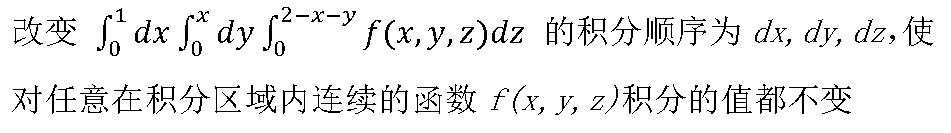 改变 ∫₀¹ dx ∫₀ˣ dy ∫₀²⁻ˣ⁻ʸ f(x, y, z)dz 的积分顺序为 dx, dy, dz,使
对任意在积分区域内连续的函数 f(x, y, z)积分的值都不变